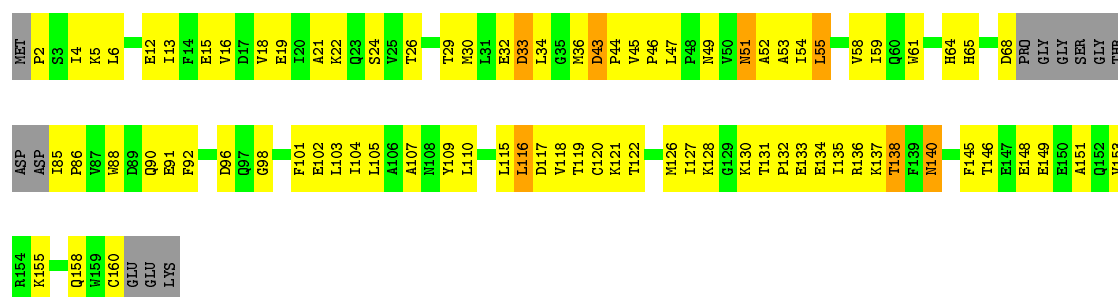 MET P2 S3 I4 K5 L6 E12 I13 F14 E15 V16 D17 V18 E19 I20 A21 K22 Q23 S24 V25 T26 T29 M30 L31 E32 D33 L34 G35 M36 D43 P44 V45 P46 L47 P48 N49 V50 N51 A52 A53 I54 L55 V58 I59 Q60 W61 H64 H65 D68 PRO GLY GLY SER GLY THR
ASP ASP I85 P86 V87 W88 D89 Q90 E91 F92 D96 Q97 G98 F101 E102 L103 I104 L105 A106 A107 N108 Y109 L110 L115 L116 D117 V118 T119 C120 K121 T122 M126 I127 K128 G129 K130 T131 P132 E133 E134 I135 R136 K137 T138 F139 N140 F145 T146 E147 E148 E149 E150 A151 Q152 V153
R154 K155 Q158 W159 C160 GLU GLU LYS